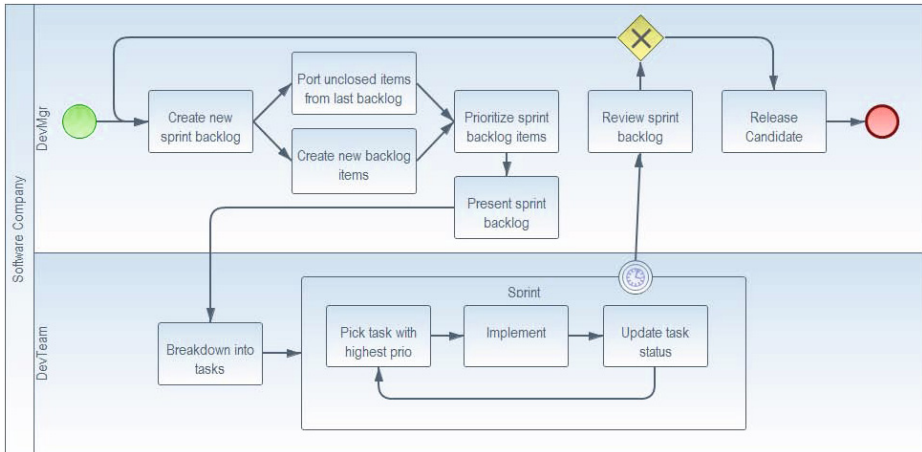 Software Company
DevMgr
Create new
sprint backlog
Port unclosed items
from last backlog
Create new backlog
items
Prioritize sprint
backlog items
Present sprint
backlog
Review sprint
backlog
Release
Candidate
DevTeam
Breakdown into
tasks
Sprint
Pick task with
highest prio
Implement
Update task
status